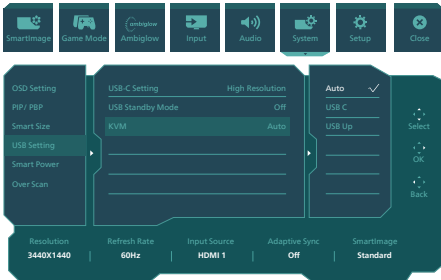 SmartImage Game Mode Ambiglow Input Audio System Setup Close
ambiglow
OSD Setting
PIP/ PBP
Smart Size
USB Setting
Smart Power
Over Scan
USB-C Setting High Resolution
USB Standby Mode Off
KVM Auto
Auto
USB C
USB Up
Select
OK
Back
Resolution Refresh Rate Input Source Adaptive Sync SmartImage
3440X1440 60Hz HDMI 1 Off Standard